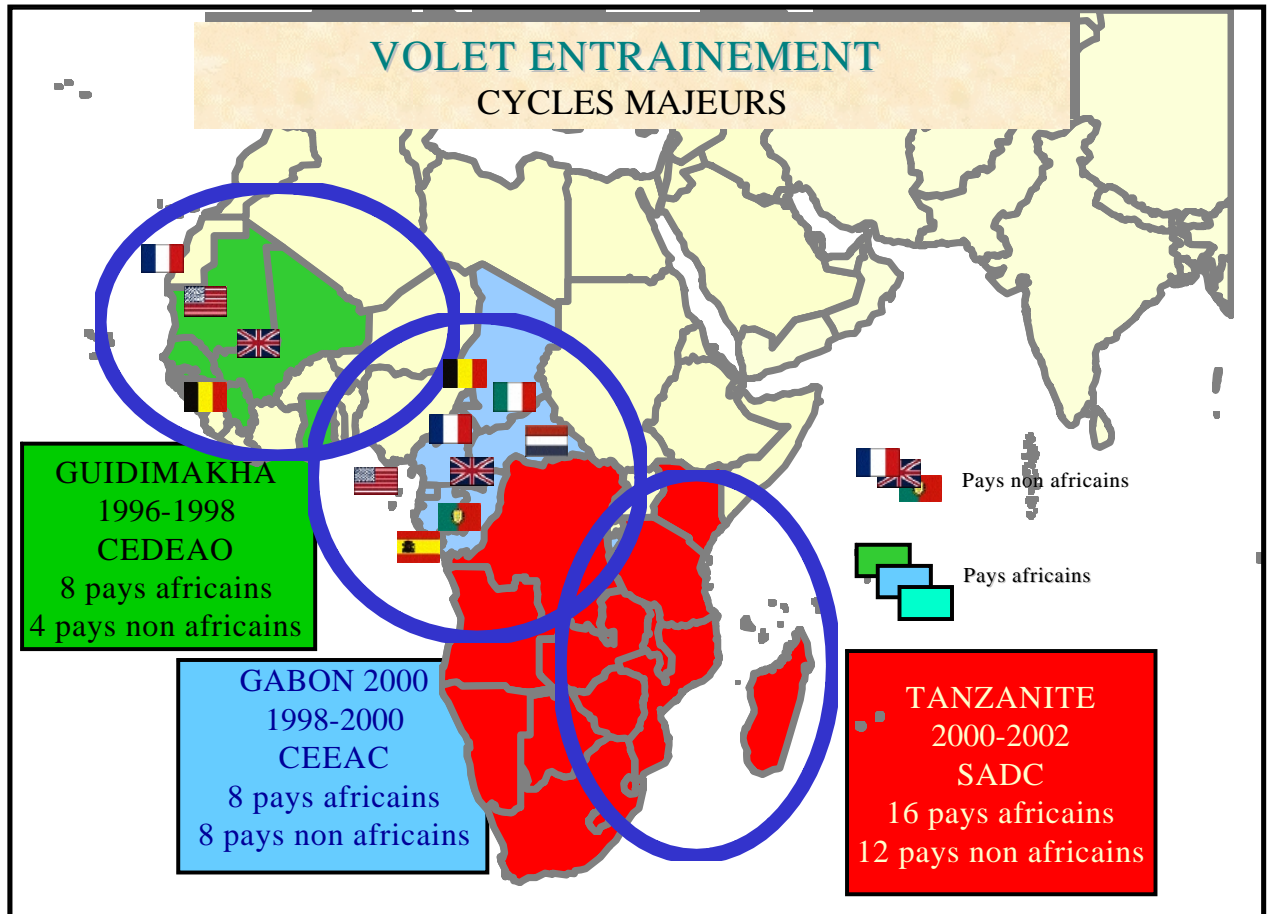 VOLET ENTRAINEMENT
CYCLES MAJEURS
GUIDIMAKHA
1996-1998
CEDEAO
8 pays africains
4 pays non africains
GABON 2000
1998-2000
CEEAC
8 pays africains
8 pays non africains
Pays non africains
Pays africains
TANZANITE
2000-2002
SADC
16 pays africains
12 pays non africains